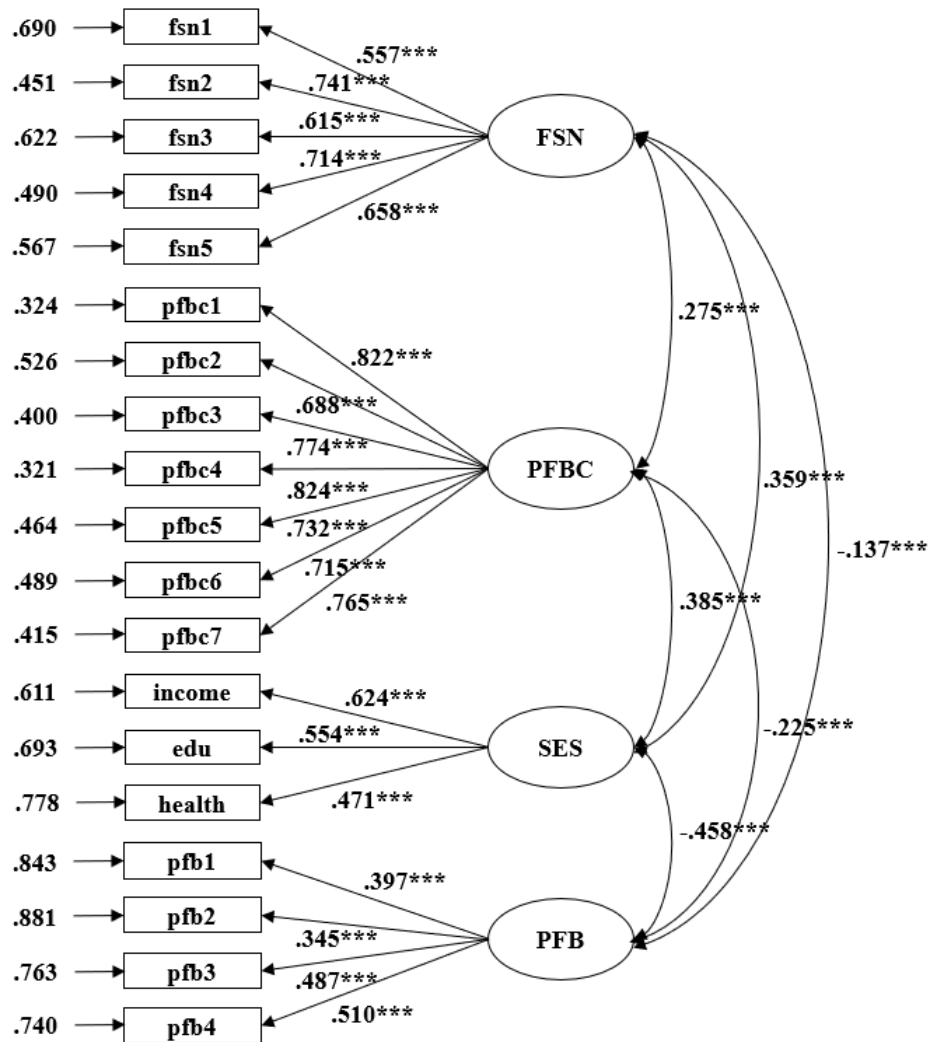 .690 fsn1
.557***
.451 fsn2 .741***
FSN
.622 fsn3 .615***
.490 fsn4 .714***
.658***
.567 fsn5
.324 pfbc1
.275***
.526 pfbc2 .822***
.400 pfbc3 .688***
.774***
.321 pfbc4 PFBC
.359***
.824***
.464 pfbc5 .732***
-.137***
.489 pfbc6 .715***
.765*** .385***
.415 pfbc7
.611 income .624***
-.225***
.693 edu .554*** SES
.778 health .471***
-.458***
.843 pfb1 .397***
.881 pfb2
.345*** PFB
.763 pfb3 .487***
.510***
.740 pfb4